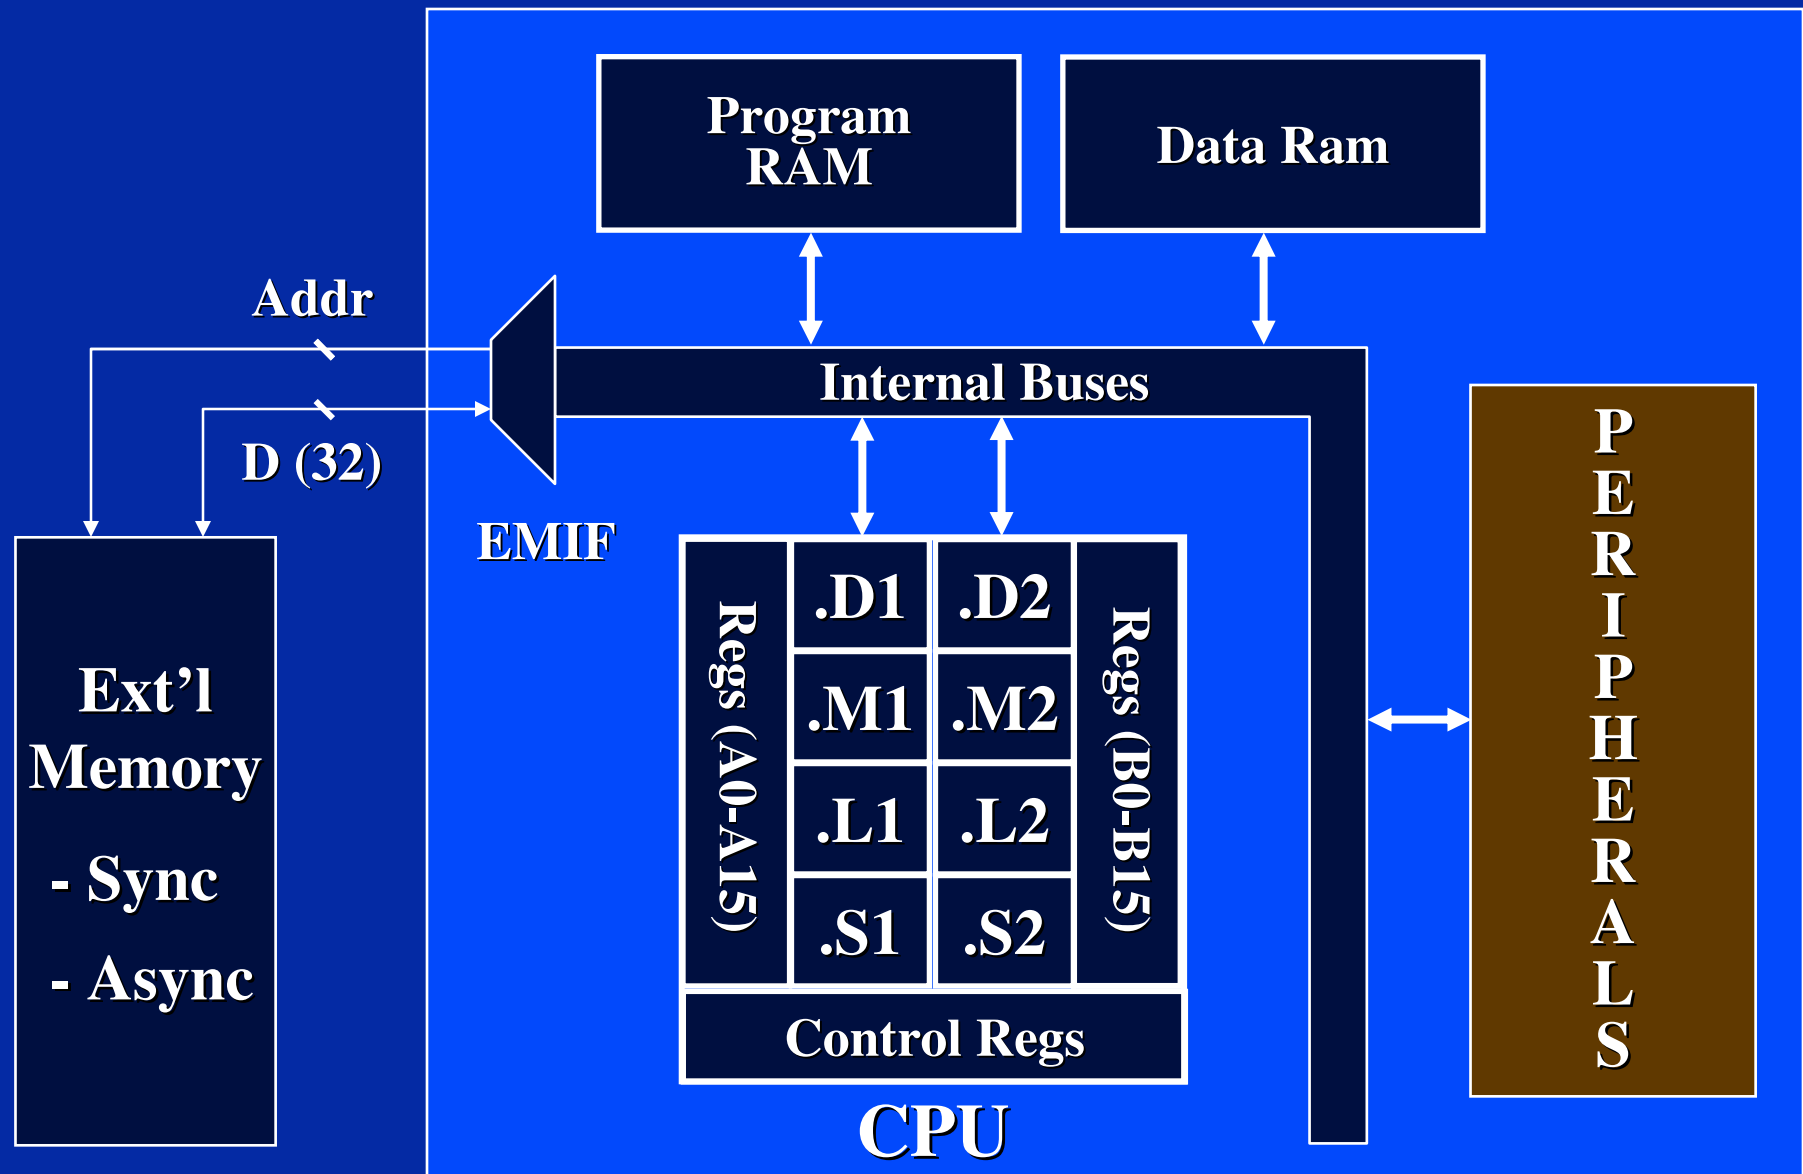 Program
RAM
Data Ram
Addr
Internal Buses
D (32)
EMIF
Ext’l
Memory
- Sync
- Async
Regs (A0-A15)
.D1
.D2
.M1
.M2
.L1
.L2
.S1
.S2
Regs (B0-B15)
Control Regs
CPU
PERIPHERALS